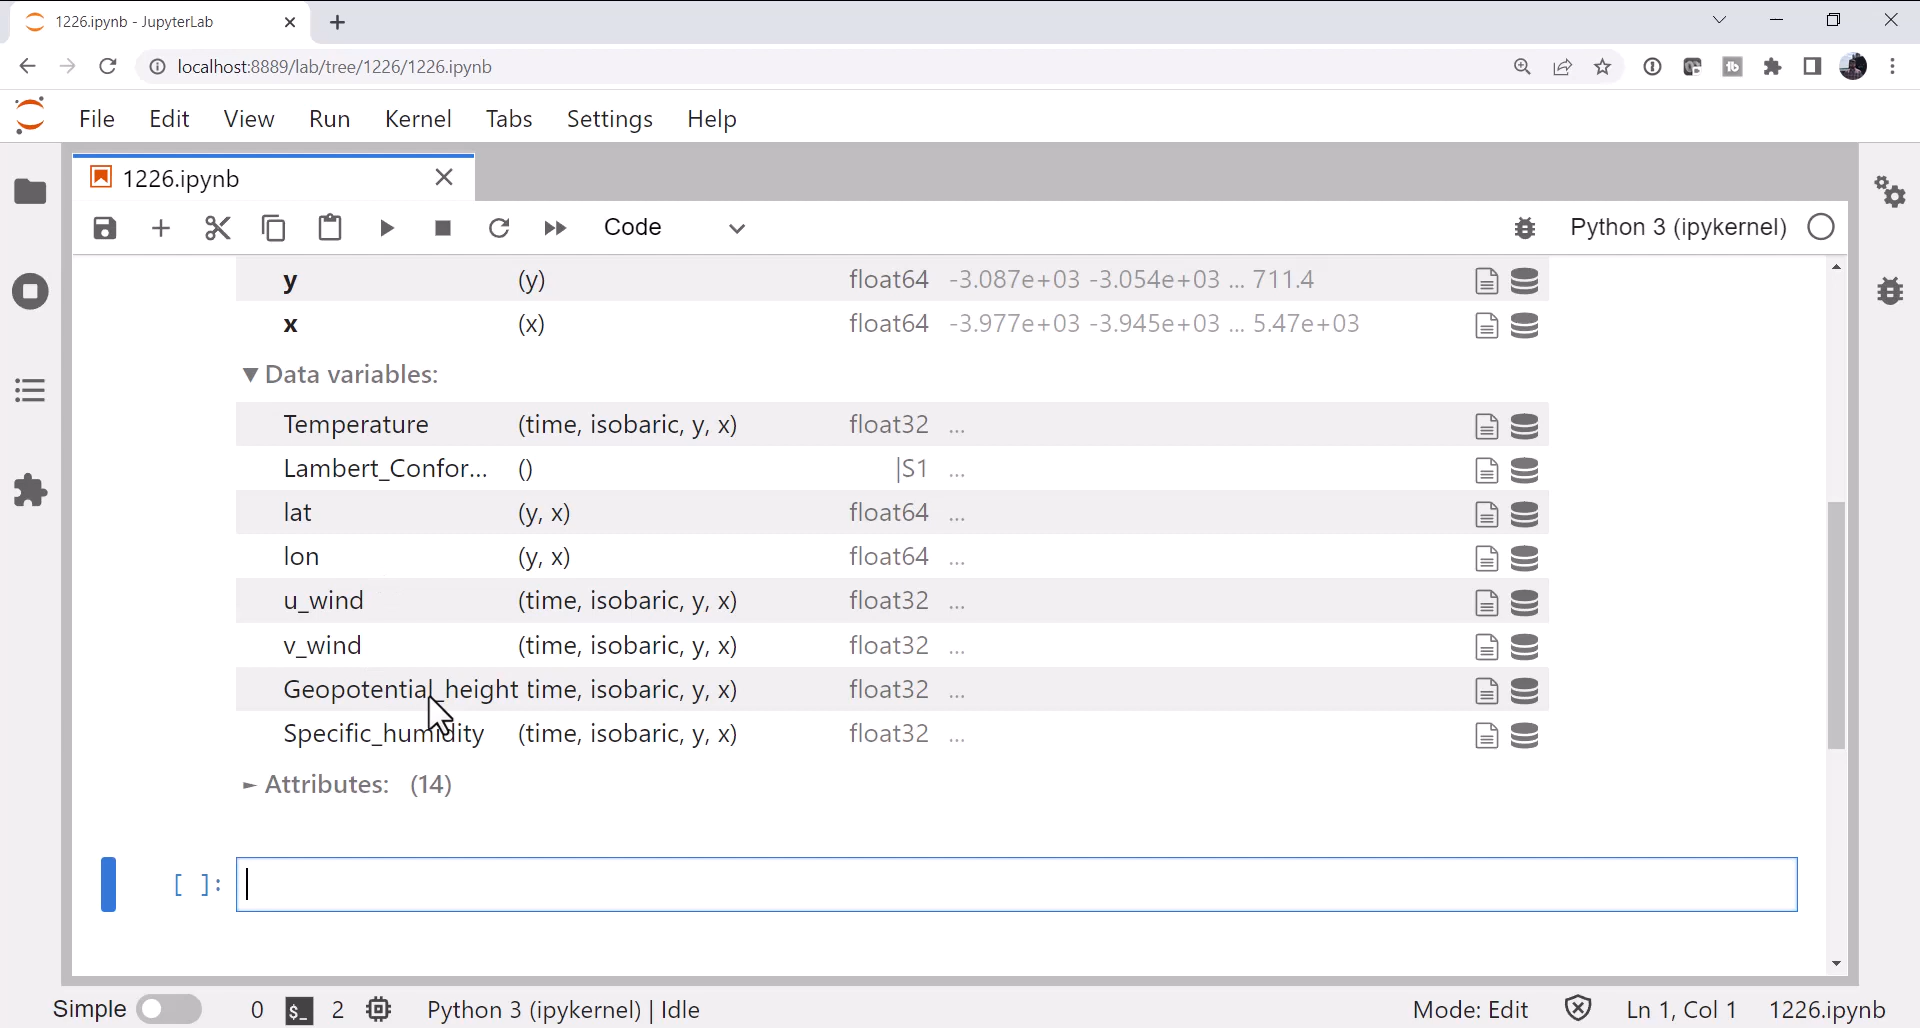 1226.ipynb - JupyterLab
localhost:8889/lab/tree/1226/1226.ipynb
File Edit View Run Kernel Tabs Settings Help
1226.ipynb
Code Python 3 (ipykernel)
y (y) float64 -3.087e+03 -3.054e+03 ... 711.4
x (x) float64 -3.977e+03 -3.945e+03 ... 5.47e+03
▼ Data variables:
Temperature (time, isobaric, y, x) float32 ...
Lambert_Confor... () |S1 ...
lat (y, x) float64 ...
lon (y, x) float64 ...
u_wind (time, isobaric, y, x) float32 ...
v_wind (time, isobaric, y, x) float32 ...
Geopotential_height time, isobaric, y, x) float32 ...
Specific_humidity (time, isobaric, y, x) float32 ...
► Attributes: (14)
[ ]:
Simple 0 $_ 2 Python 3 (ipykernel) | Idle Mode: Edit Ln 1, Col 1 1226.ipynb